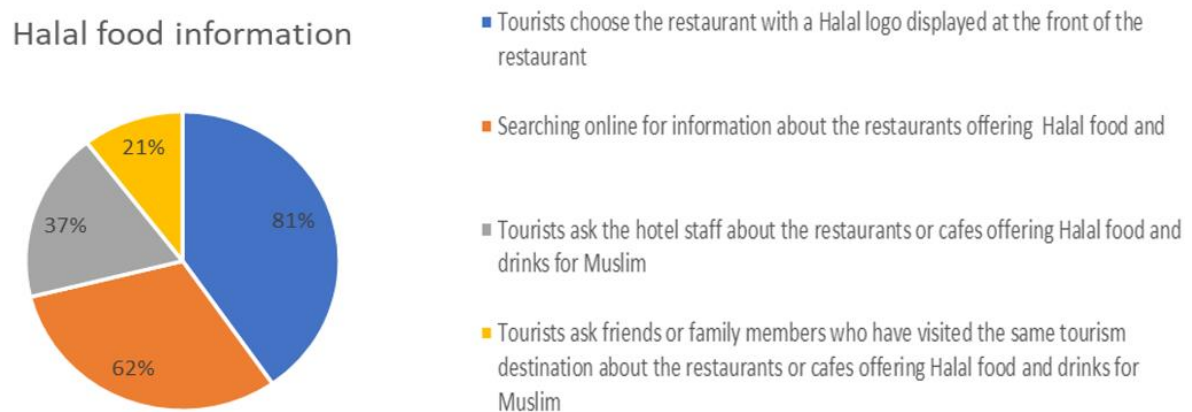 Halal food information
21%
81%
37%
62%
Tourists choose the restaurant with a Halal logo displayed at the front of the
restaurant
Searching online for information about the restaurants offering Halal food and
Tourists ask the hotel staff about the restaurants or cafes offering Halal food and
drinks for Muslim
Tourists ask friends or family members who have visited the same tourism
destination about the restaurants or cafes offering Halal food and drinks for
Muslim